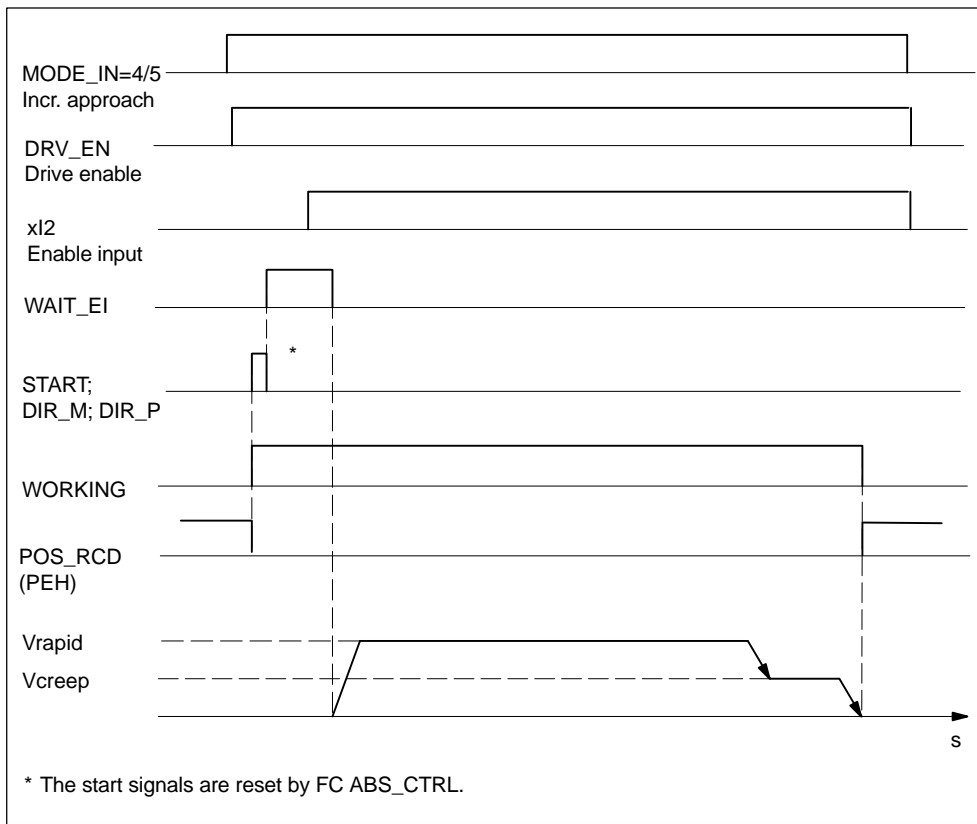 MODE_IN=4/5
Incr. approach
DRV_EN
Drive enable
xI2
Enable input
WAIT_EI
*
START;
DIR_M; DIR_P
WORKING
POS_RCD
(PEH)
Vrapid
Vcreep
s
* The start signals are reset by FC ABS_CTRL.